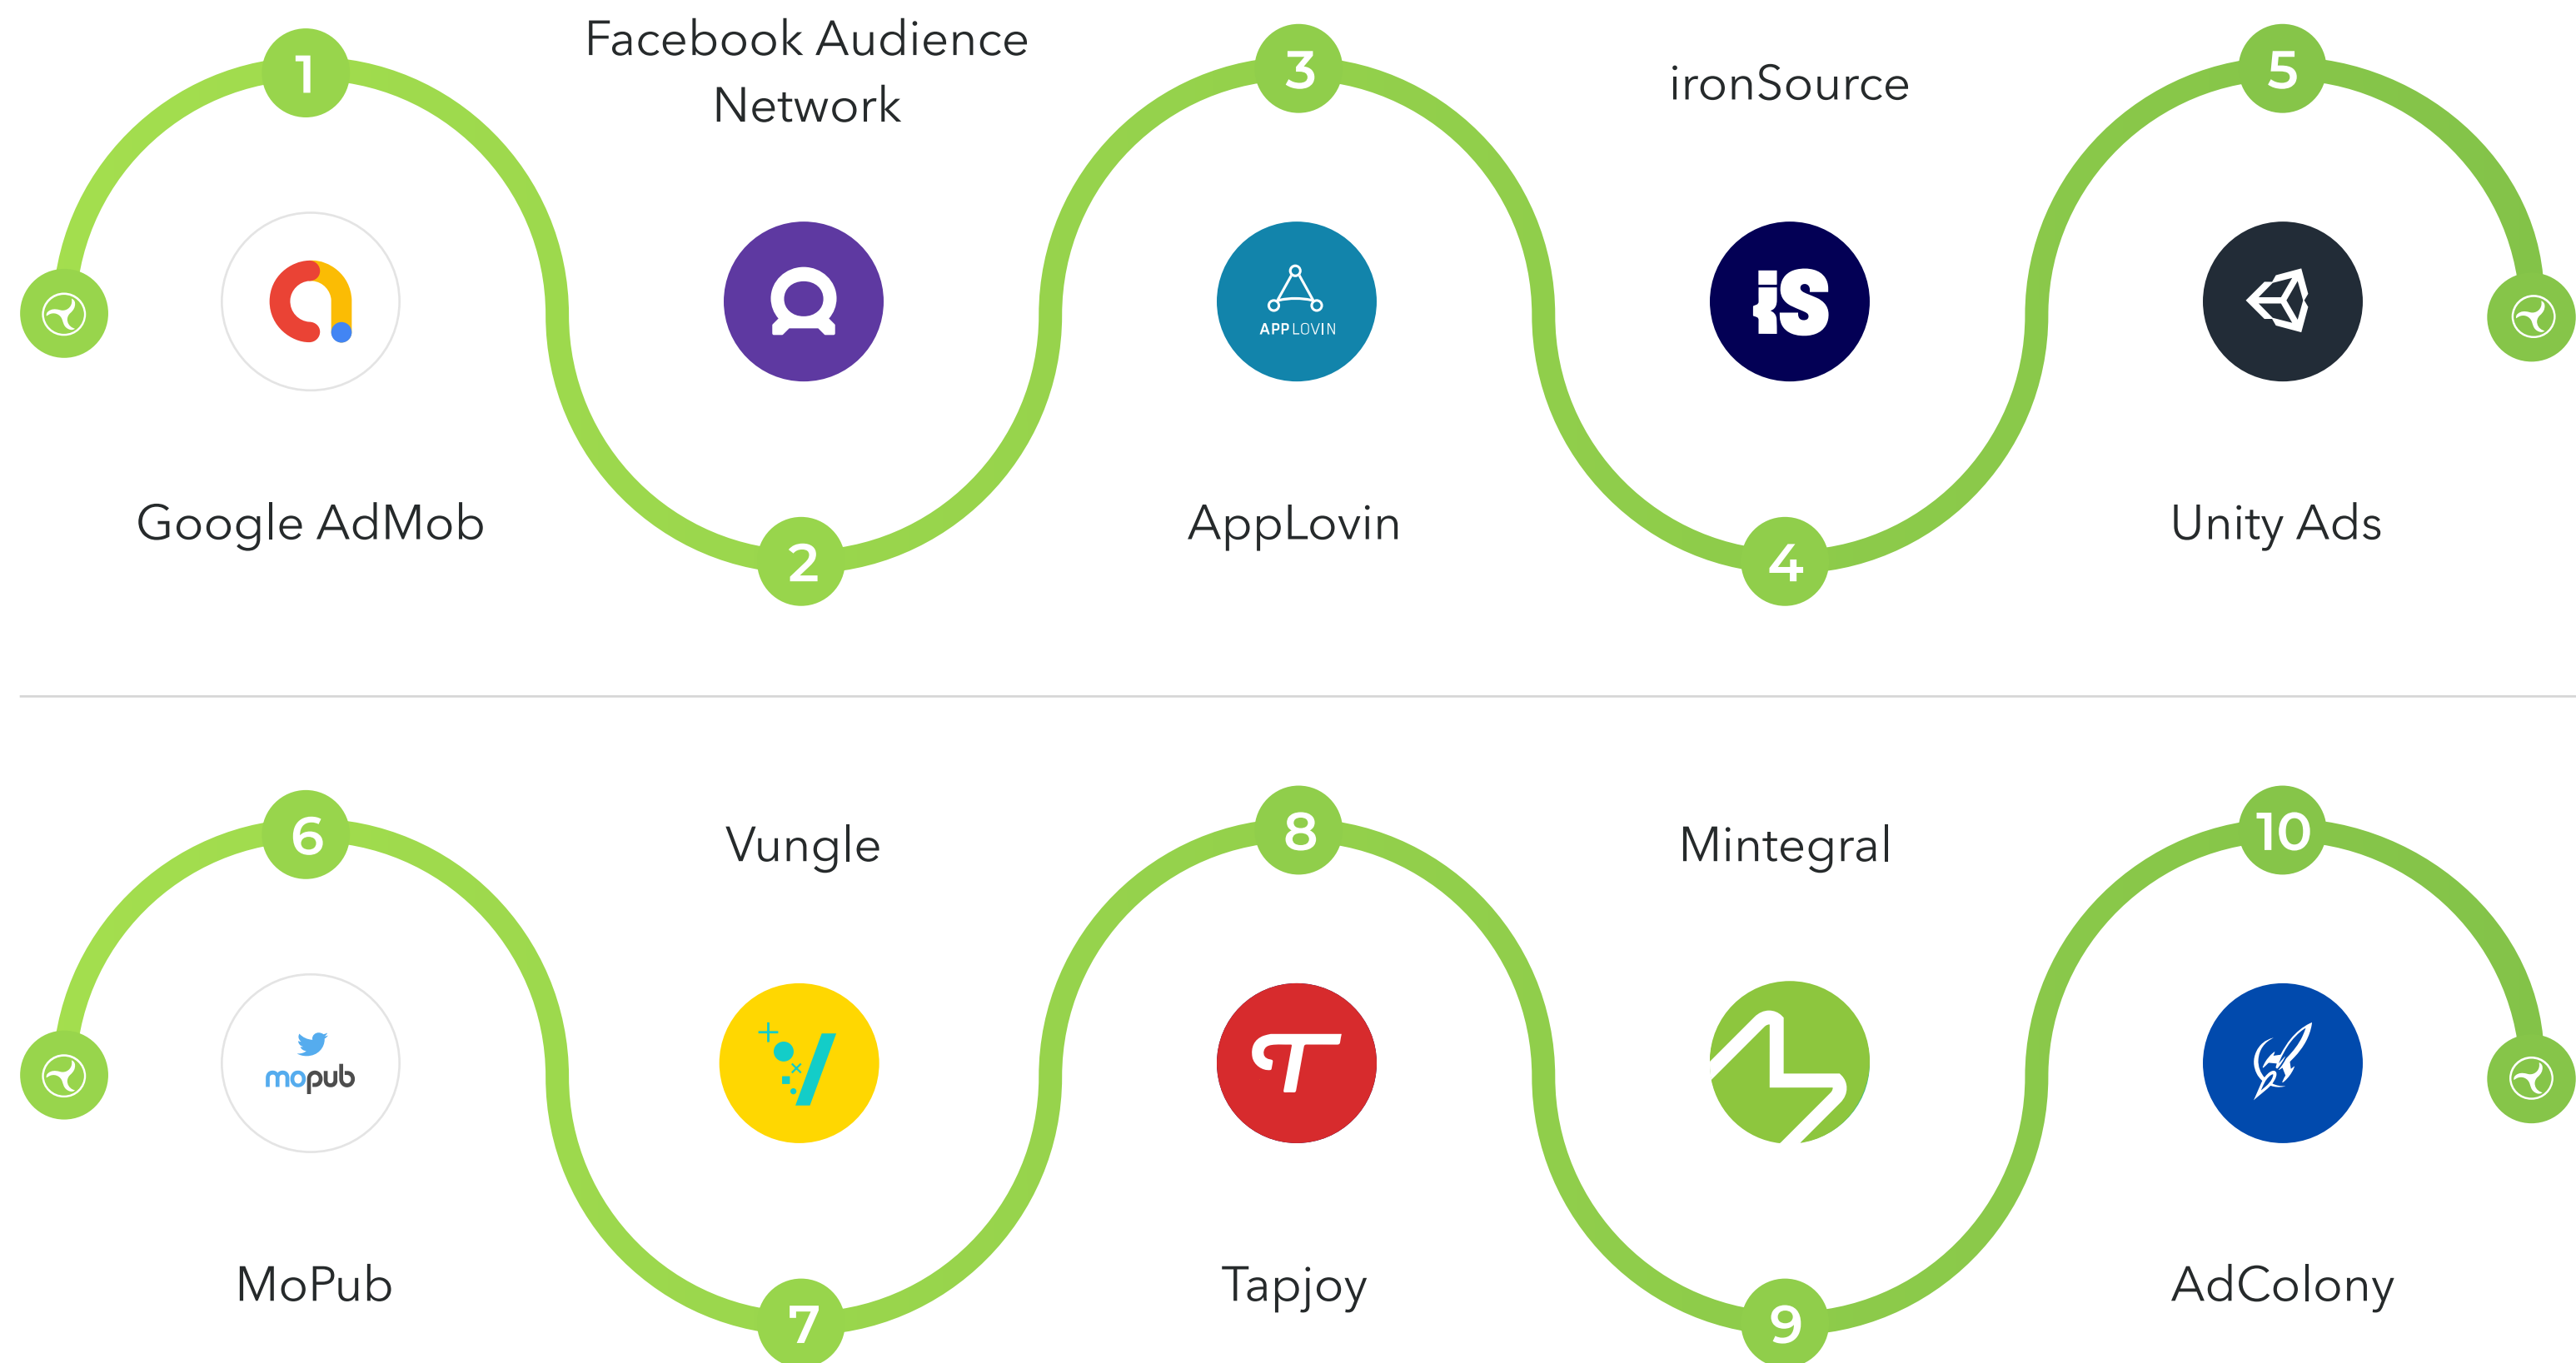 1
Google AdMob
Facebook Audience
Network
2
3
APPLOVIN
AppLovin
ironSource
iS
4
5
Unity Ads
6
mopub
MoPub
Vungle
7
8
T
Tapjoy
Mintegral
9
10
AdColony